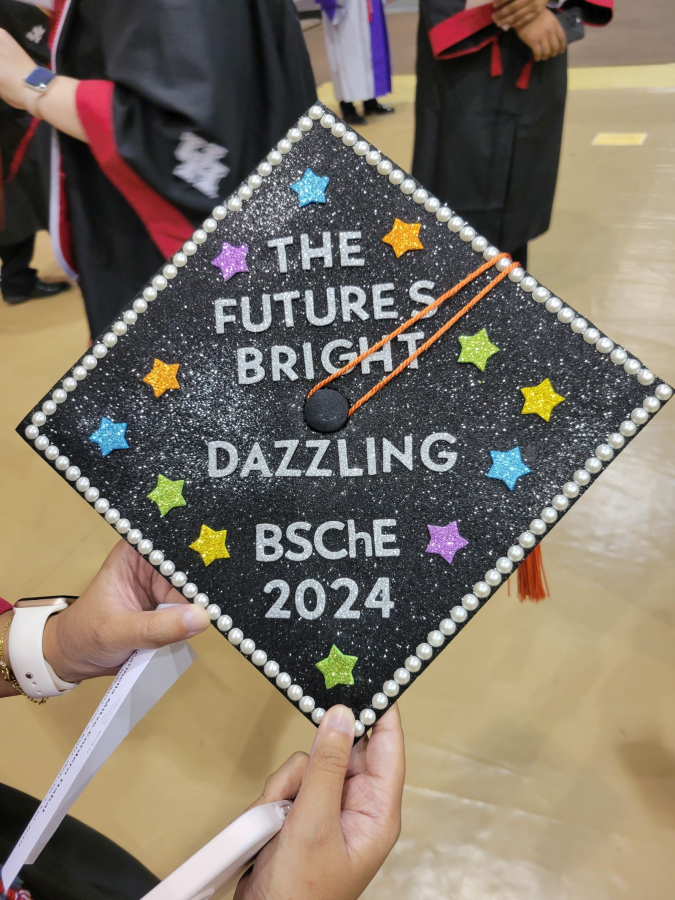 THE
FUTURE S
BRIGHT
DAZZLING
BSChE
2024